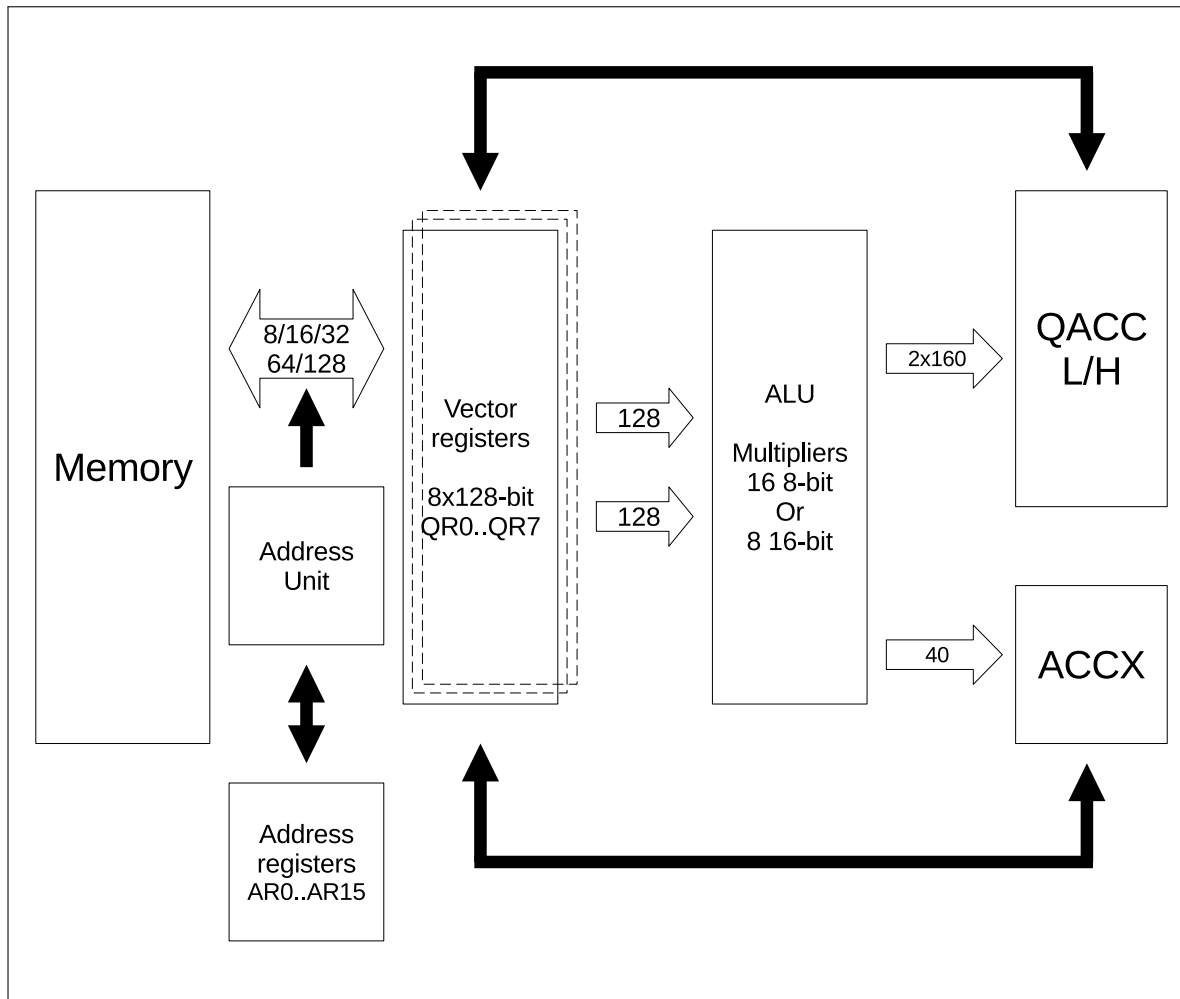 Memory
8/16/32
64/128
Address
Unit
Address
registers
AR0..AR15
Vector
registers
8x128-bit
QR0..QR7
128
128
ALU
Multipliers
16 8-bit
Or
8 16-bit
2x160
40
QACC
L/H
ACCX